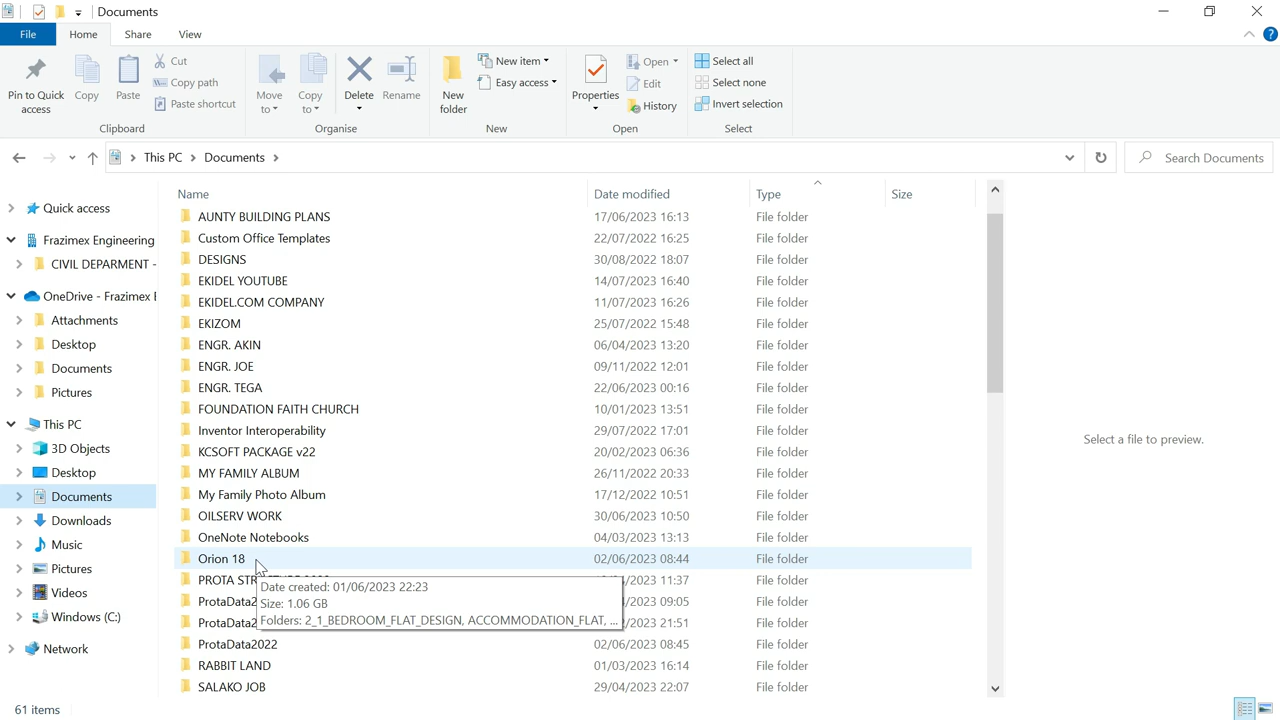 Documents
File Home Share View
Pin to Quick access
Copy
Paste
Cut
Copy path
Paste shortcut
Clipboard
Move to
Copy to
Delete
Rename
Organise
New folder
New item
Easy access
New
Properties
Open
Edit
History
Open
Select all
Select none
Invert selection
Select
This PC > Documents >
Search Documents
Quick access
Frazimex Engineering
CIVIL DEPARMENT -
OneDrive - Frazimex E
Attachments
Desktop
Documents
Pictures
This PC
3D Objects
Desktop
Documents
Downloads
Music
Pictures
Videos
Windows (C:)
Network
Name Date modified Type Size
AUNTY BUILDING PLANS 17/06/2023 16:13 File folder
Custom Office Templates 22/07/2022 16:25 File folder
DESIGNS 30/08/2022 18:07 File folder
EKIDEL YOUTUBE 14/07/2023 16:40 File folder
EKIDEL.COM COMPANY 11/07/2023 16:26 File folder
EKIZOM 25/07/2022 15:48 File folder
ENGR. AKIN 06/04/2023 13:20 File folder
ENGR. JOE 09/11/2022 12:01 File folder
ENGR. TEGA 22/06/2023 00:16 File folder
FOUNDATION FAITH CHURCH 10/01/2023 13:51 File folder
Inventor Interoperability 29/07/2022 17:01 File folder
KCSOFT PACKAGE v22 20/02/2023 06:36 File folder
MY FAMILY ALBUM 26/11/2022 20:33 File folder
My Family Photo Album 17/12/2022 10:51 File folder
OILSERV WORK 30/06/2023 10:50 File folder
OneNote Notebooks 04/03/2023 13:13 File folder
Orion 18 02/06/2023 08:44 File folder
PROTA /2023 11:37 File folder
Date created: 01/06/2023 22:23
Size: 1.06 GB
Folders: 2_1_BEDROOM_FLAT_DESIGN, ACCOMMODATION_FLAT, ...
ProtaData2 /2023 09:05 File folder
ProtaData2 /2023 21:51 File folder
ProtaData2022 02/06/2023 08:45 File folder
RABBIT LAND 01/03/2023 16:14 File folder
SALAKO JOB 29/04/2023 22:07 File folder
Select a file to preview.
61 items